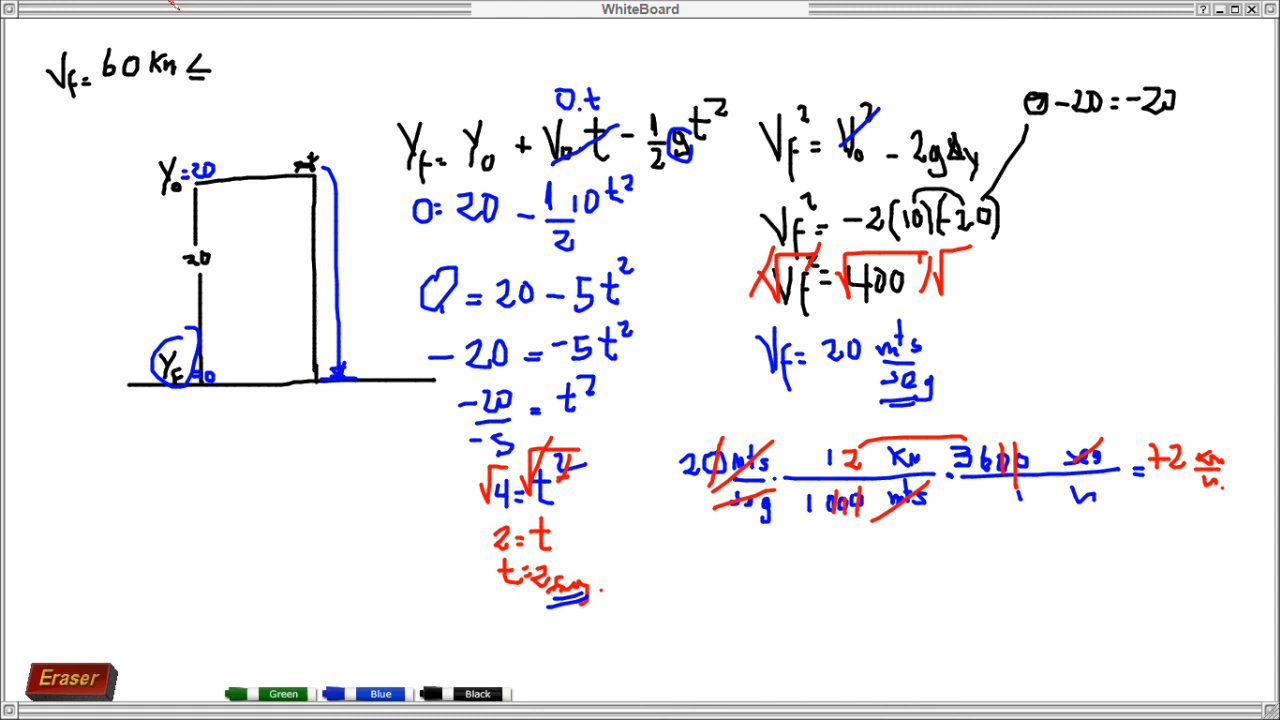 WhiteBoard
Vf = 60 Km ≤
0 - 20 = -20
0.t
Yf = Y0 + V0 t - 1/2 g t²
Vf² = V0² - 2gΔy
Y0 = 20
0 = 20 - 1/2 10t²
Vf² = -2(10)(-20)
20
0 = 20 - 5t²
Vf² = √400
-20 = -5t²
Vf = 20 mts/seg
YF = 0
-20/-5 = t²
√4 = √t²
20 mts/seg · 1 2 Km/1000 mts · 3600 seg/1 h = 72 Km/h.
2 = t
t = 2 seg.
Eraser
Green
Blue
Black